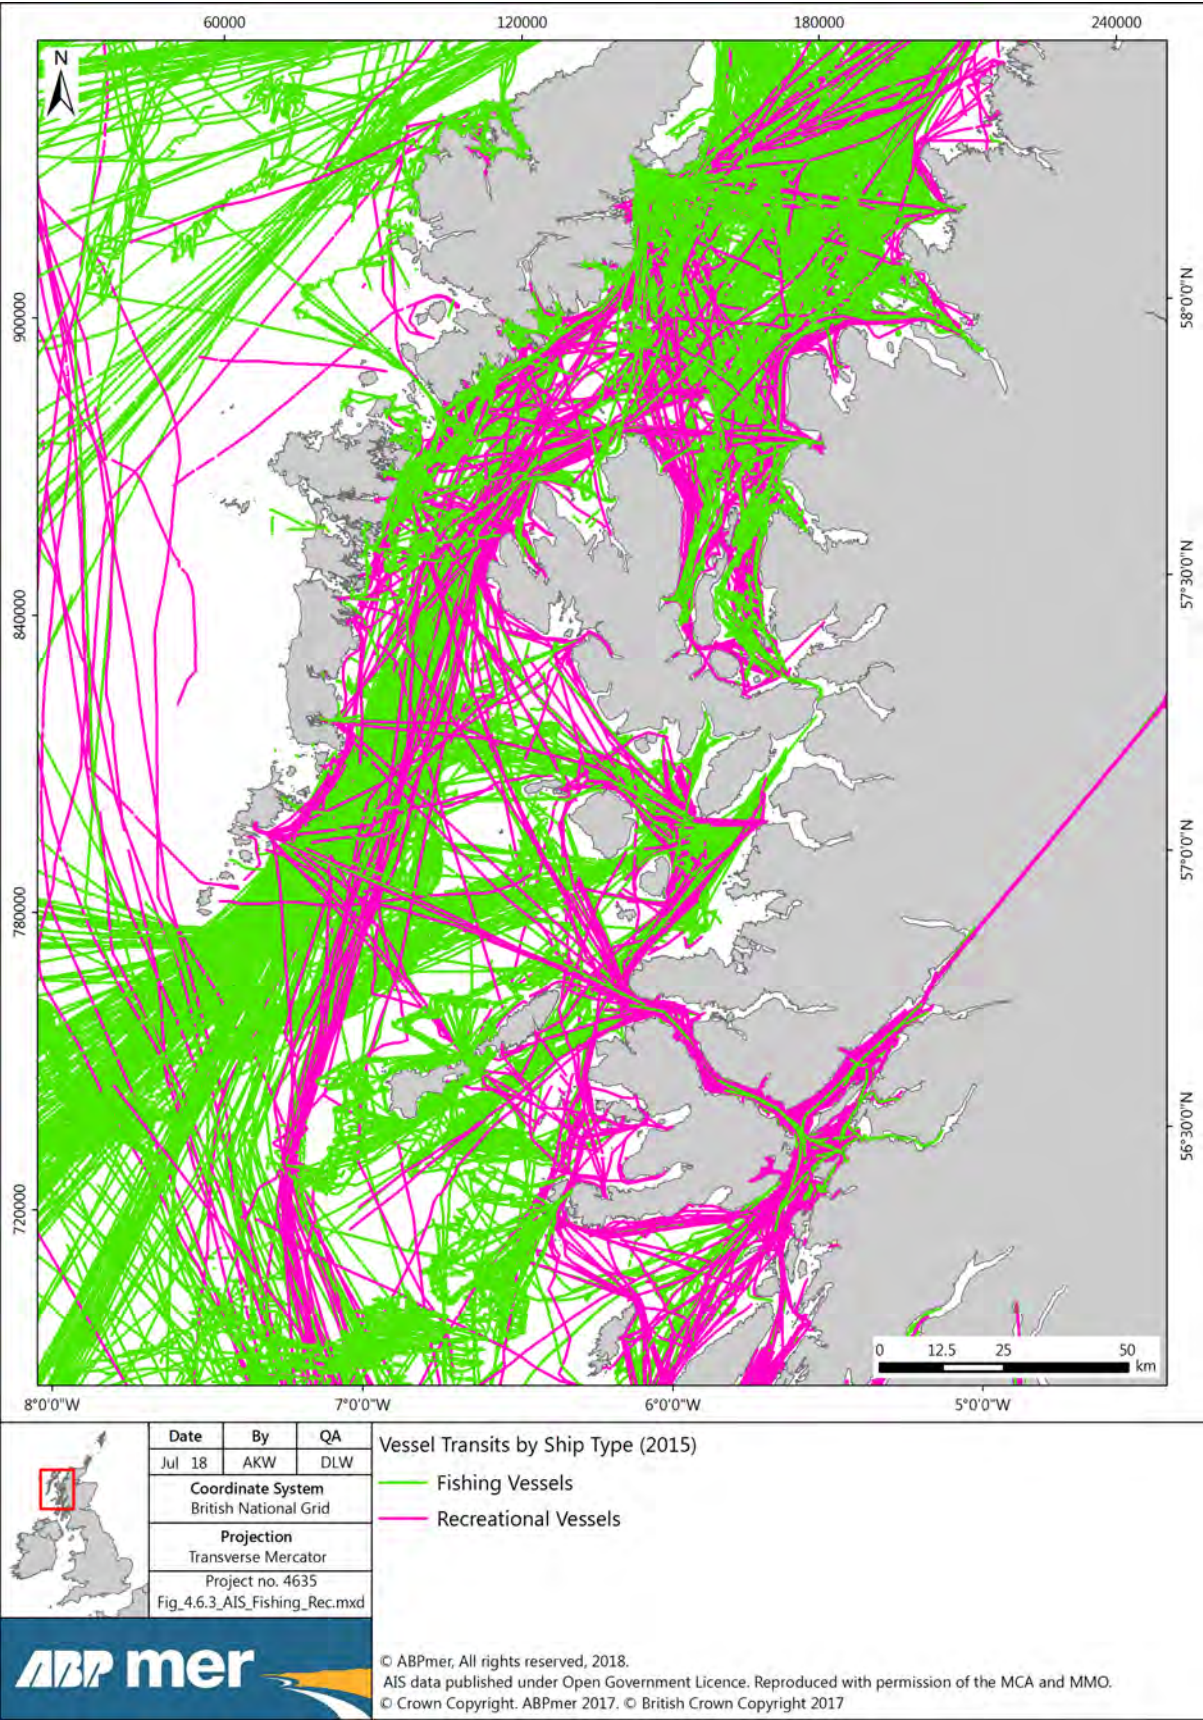 60000 120000 180000 240000
N
900000
840000
780000
720000
58°0'0"N
57°30'0"N
57°0'0"N
56°30'0"N
0 12.5 25 50
km
8°0'0"W 7°0'0"W 6°0'0"W 5°0'0"W
Date By QA
Jul 18 AKW DLW
Coordinate System
British National Grid
Projection
Transverse Mercator
Project no. 4635
Fig_4.6.3_AIS_Fishing_Rec.mxd
Vessel Transits by Ship Type (2015)
Fishing Vessels
Recreational Vessels
ABP mer
© ABPmer, All rights reserved, 2018.
AIS data published under Open Government Licence. Reproduced with permission of the MCA and MMO.
© Crown Copyright. ABPmer 2017. © British Crown Copyright 2017